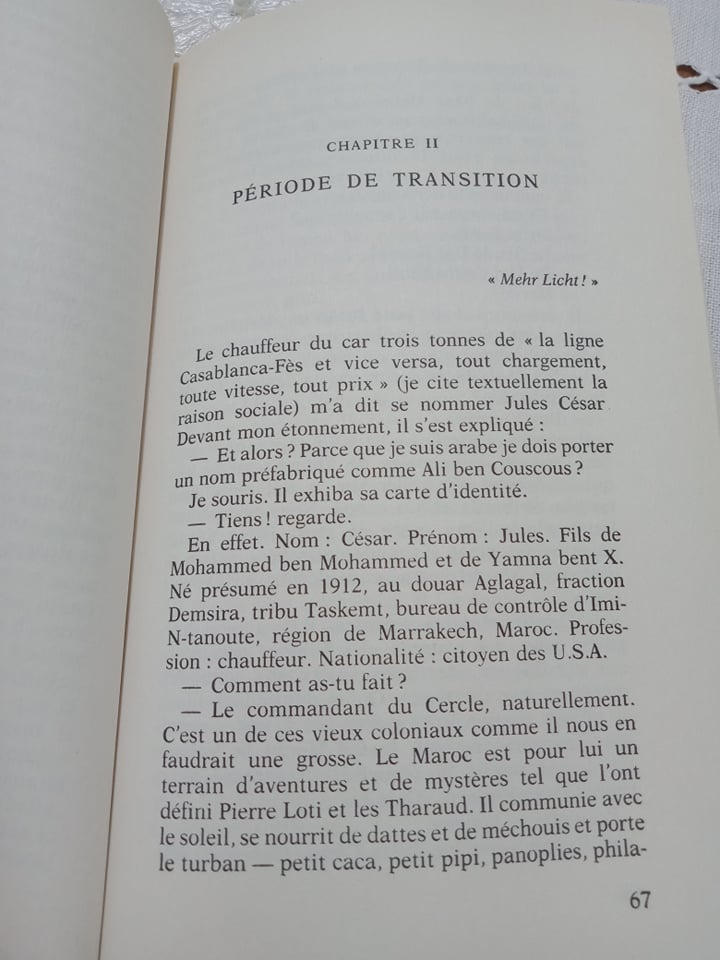 CHAPITRE II
PÉRIODE DE TRANSITION
« Mehr Licht ! »
Le chauffeur du car trois tonnes de « la ligne
Casablanca-Fès et vice versa, tout chargement,
toute vitesse, tout prix » (je cite textuellement la
raison sociale) m'a dit se nommer Jules César
Devant mon étonnement, il s'est expliqué :
— Et alors ? Parce que je suis arabe je dois porter
un nom préfabriqué comme Ali ben Couscous ?
Je souris. Il exhiba sa carte d'identité.
— Tiens ! regarde.
En effet. Nom : César. Prénom : Jules. Fils de
Mohammed ben Mohammed et de Yamna bent X.
Né présumé en 1912, au douar Aglagal, fraction
Demsira, tribu Taskemt, bureau de contrôle d'Imi-
N-tanoute, région de Marrakech, Maroc. Profes-
sion : chauffeur. Nationalité : citoyen des U.S.A.
— Comment as-tu fait ?
— Le commandant du Cercle, naturellement.
C'est un de ces vieux coloniaux comme il nous en
faudrait une grosse. Le Maroc est pour lui un
terrain d'aventures et de mystères tel que l'ont
défini Pierre Loti et les Tharaud. Il communie avec
le soleil, se nourrit de dattes et de méchouis et porte
le turban — petit caca, petit pipi, panoplies, phila-
67